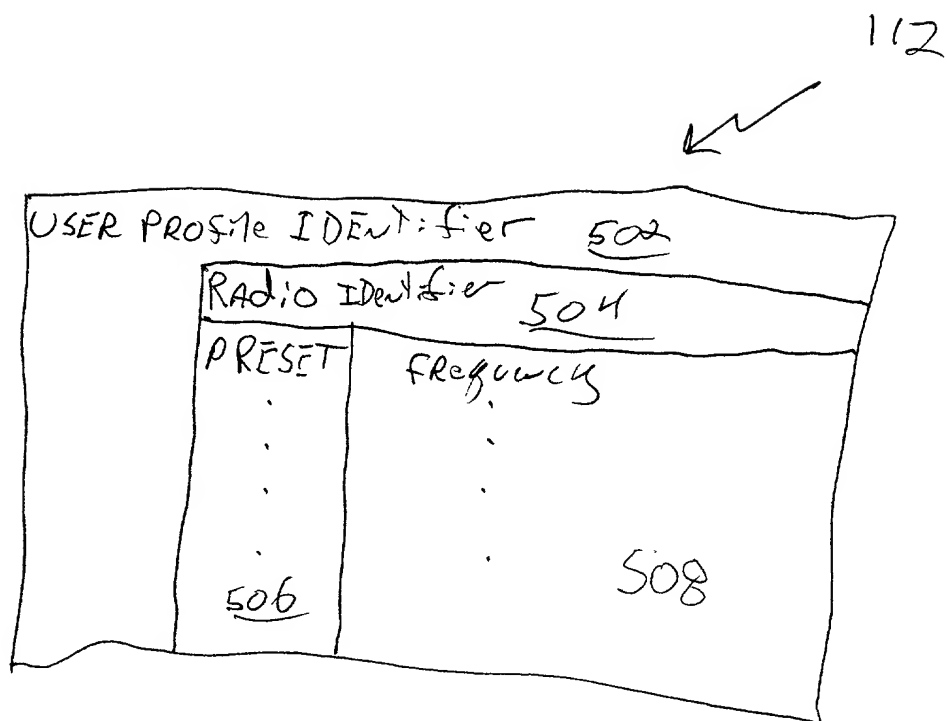 112
USER PROfile IDENtifier 502
RAdio IDentifier 504
PRESET FRequency
506
508